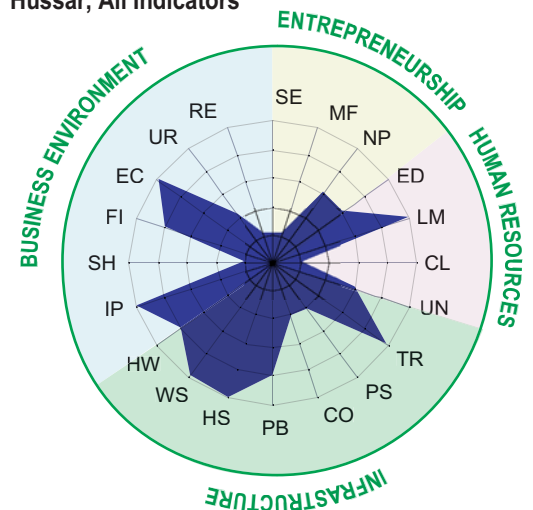 Hussar, All Indicators
ENTREPRENEURSHIP
HUMAN RESOURCES
INFRASTRUCTURE
BUSINESS ENVIRONMENT
SE
MF
NP
ED
LM
CL
UN
TR
PS
CO
PB
HS
WS
HW
IP
SH
FI
EC
UR
RE